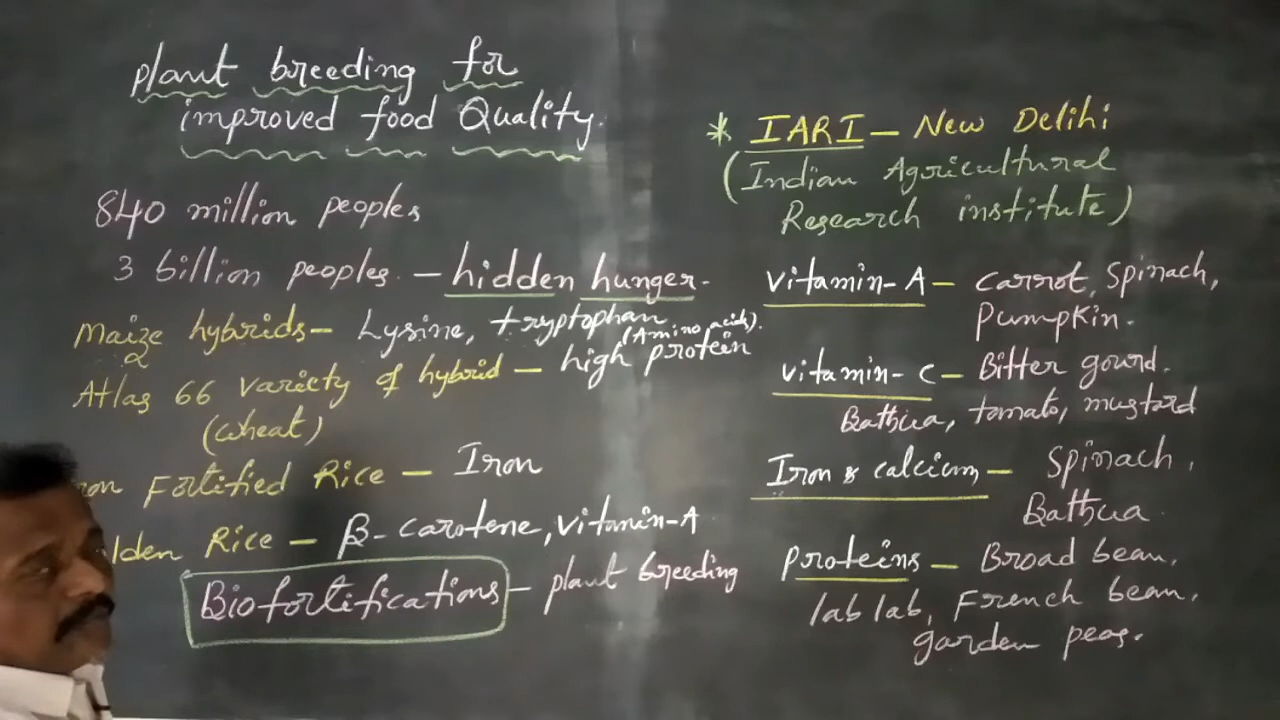 plant breeding for
improved food Quality.
840 million peoples
3 billion peoples. – hidden hunger.
Maize hybrids – Lysine, tryptophan
(Amino acids).
Atlas 66 variety of hybrid – high protein
(wheat)
ron Fortified Rice – Iron
lden Rice – β-carotene, vitamin-A
Biofortifications – plant breeding
* IARI – New Delihi
(Indian Agricultural
Research institute)
vitamin-A – carrot, spinach,
Pumpkin.
vitamin-C – Bitter gourd.
Bathua, tomato, mustard
Iron & calcium – Spinach,
Bathua
proteins – Broad bean,
lab lab, French bean,
garden peas.